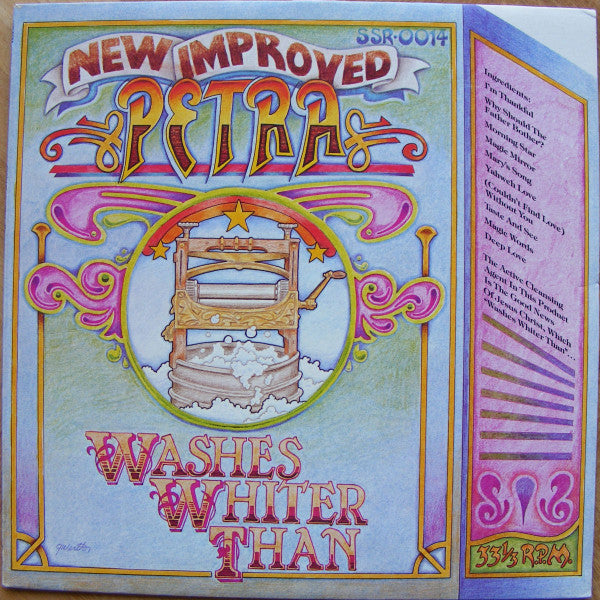 NEW IMPROVED
SSR-0014
PETRA
WASHES
WHITER
THAN
Ingredients:
I'm Thankful
Why Should The
Father Bother?
Morning Star
Magic Mirror
Mary's Song
Yahweh Love
(Couldn't Find Love)
Without You
Taste And See
Magic Words
Deep Love
The Active Cleansing
Agent In This Product
Is The Good News
Of Jesus Christ, Which
"Washes Whiter Than"...
33⅓ R.P.M.